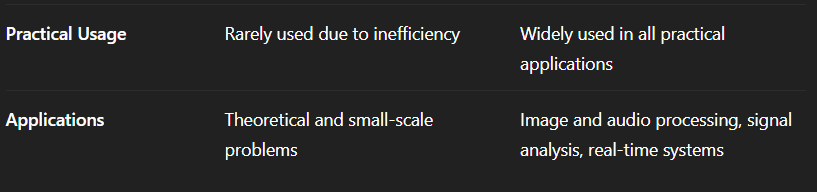 Practical Usage
Rarely used due to inefficiency
Widely used in all practical
applications
Applications
Theoretical and small-scale
problems
Image and audio processing, signal
analysis, real-time systems